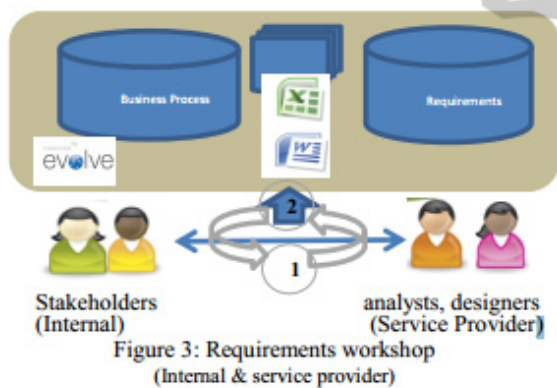 Business Process
Requirements
evolve
2
1
Stakeholders
(Internal)
analysts, designers
(Service Provider)
Figure 3: Requirements workshop
(Internal & service provider)